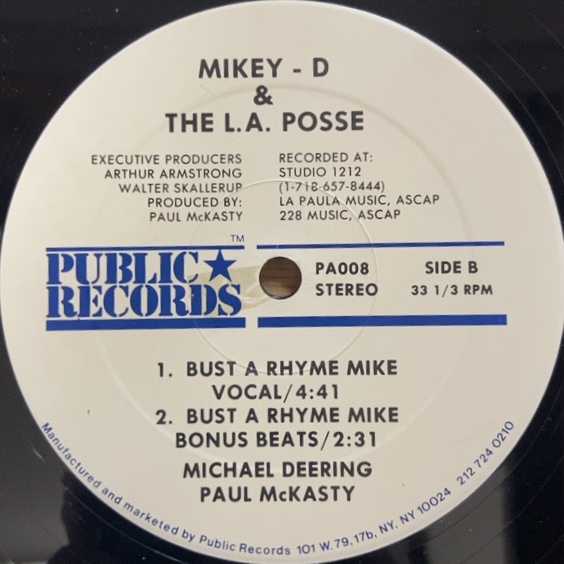 MIKEY - D
&
THE L.A. POSSE
EXECUTIVE PRODUCERS
ARTHUR ARMSTRONG
WALTER SKALLERUP
PRODUCED BY:
PAUL McKASTY
RECORDED AT:
STUDIO 1212
(1-718-657-8444)
LA PAULA MUSIC, ASCAP
228 MUSIC, ASCAP
PUBLIC★ TM
RECORDS
PA008
STEREO
SIDE B
33 1/3 RPM
1. BUST A RHYME MIKE
VOCAL/4:41
2. BUST A RHYME MIKE
BONUS BEATS/2:31
MICHAEL DEERING
PAUL McKASTY
Manufactured and marketed by Public Records 101 W. 79, 17b, NY. NY 10024 212 724 0210